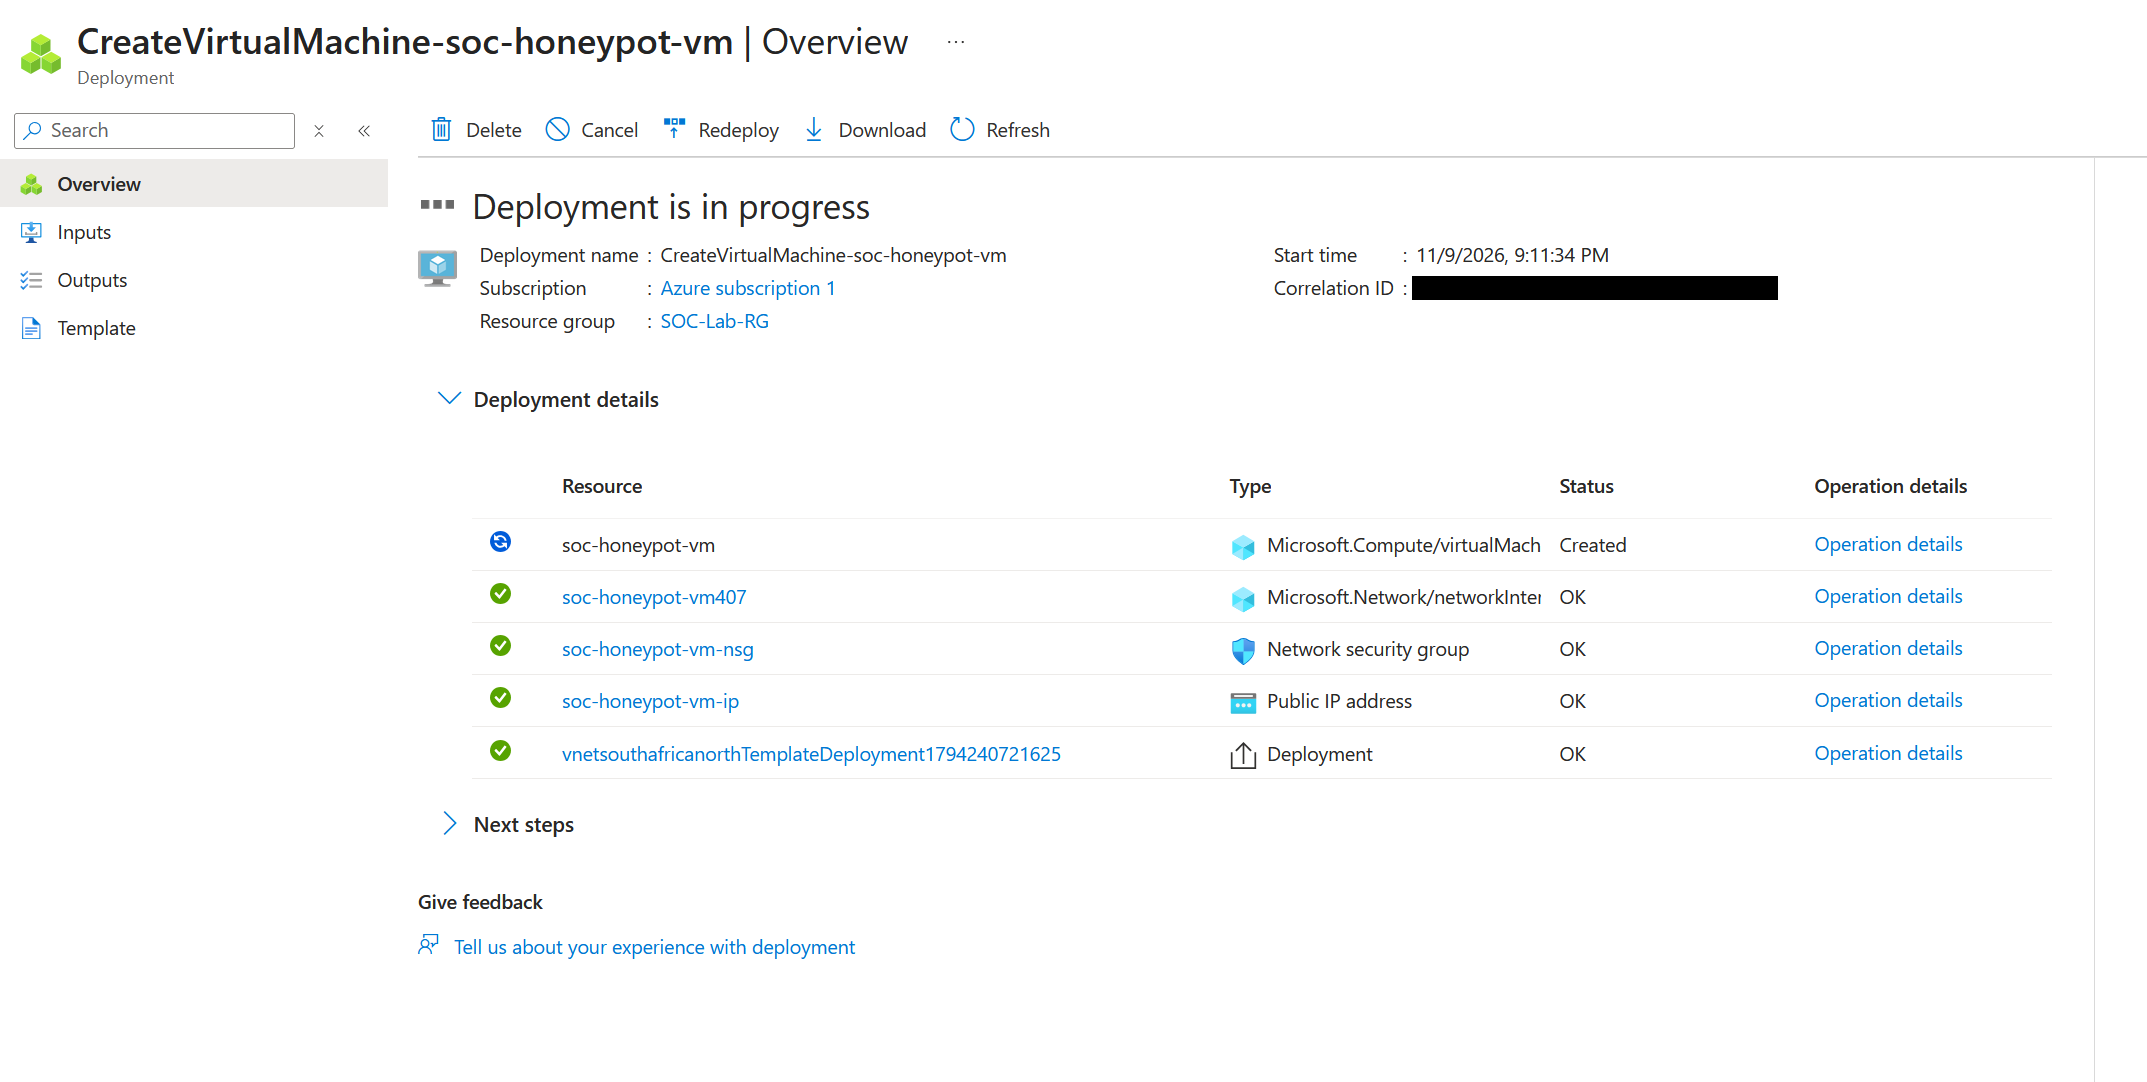 CreateVirtualMachine-soc-honeypot-vm | Overview ...
Deployment
Search
Delete Cancel Redeploy Download Refresh
Overview
Inputs
Outputs
Template
Deployment is in progress
Deployment name : CreateVirtualMachine-soc-honeypot-vm Start time : 11/9/2026, 9:11:34 PM
Subscription : Azure subscription 1 Correlation ID :
Resource group : SOC-Lab-RG
Deployment details
Resource Type Status Operation details
soc-honeypot-vm Microsoft.Compute/virtualMach Created Operation details
soc-honeypot-vm407 Microsoft.Network/networkInter OK Operation details
soc-honeypot-vm-nsg Network security group OK Operation details
soc-honeypot-vm-ip Public IP address OK Operation details
vnetsouthafricanorthTemplateDeployment1794240721625 Deployment OK Operation details
Next steps
Give feedback
Tell us about your experience with deployment